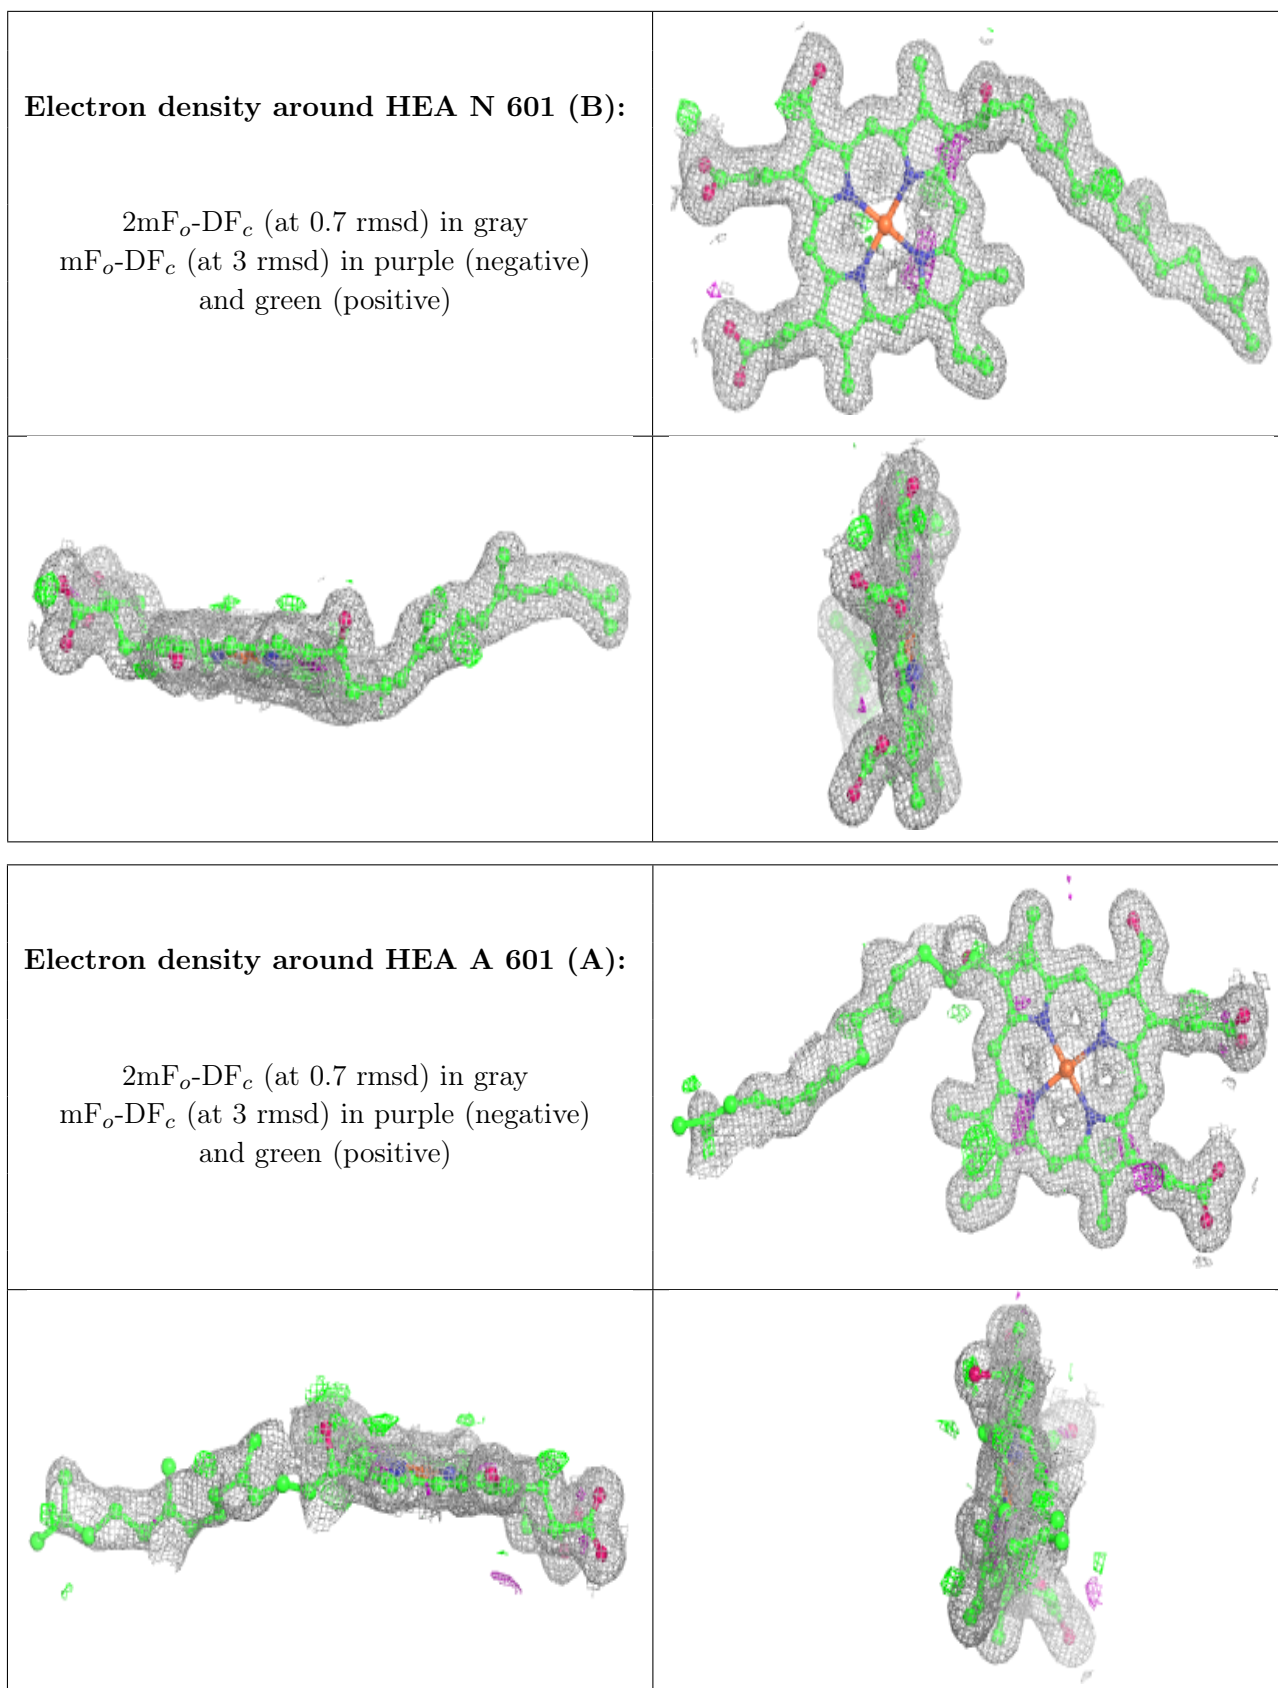 Electron density around HEA N 601 (B):
2mFo-DFc (at 0.7 rmsd) in gray
mFo-DFc (at 3 rmsd) in purple (negative)
and green (positive)
Electron density around HEA A 601 (A):
2mFo-DFc (at 0.7 rmsd) in gray
mFo-DFc (at 3 rmsd) in purple (negative)
and green (positive)